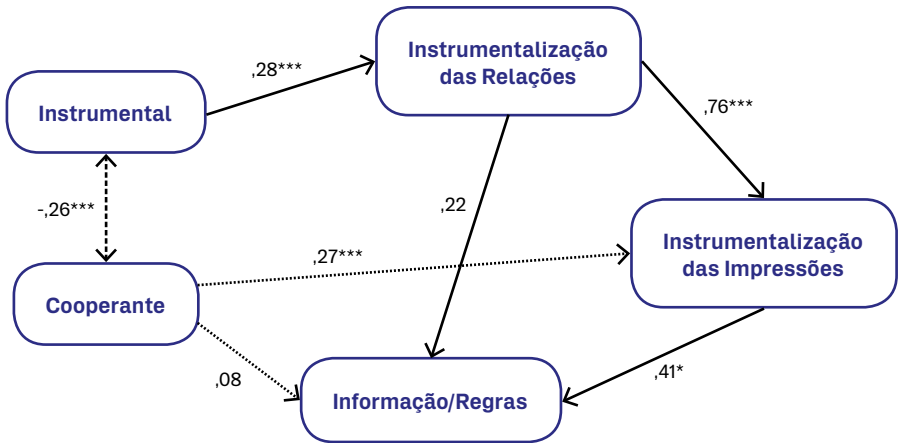 Instrumentalização
das Relações
,28***
Instrumental
,76***
-,26***
,22
Instrumentalização
das Impressões
,27***
Cooperante
,08
,41*
Informação/Regras